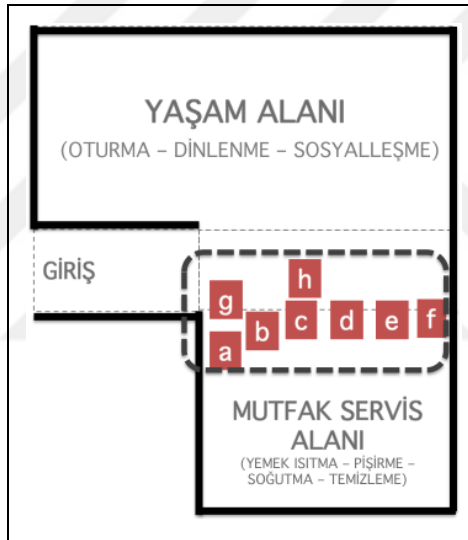 YAŞAM ALANI
(OTURMA – DİNLENME – SOSYALLEŞME)
GİRİŞ
h
g
c d e f
b
a
MUTFAK SERVİS
ALANI
(YEMEK ISITMA – PİŞİRME –
SOĞUTMA – TEMİZLEME)